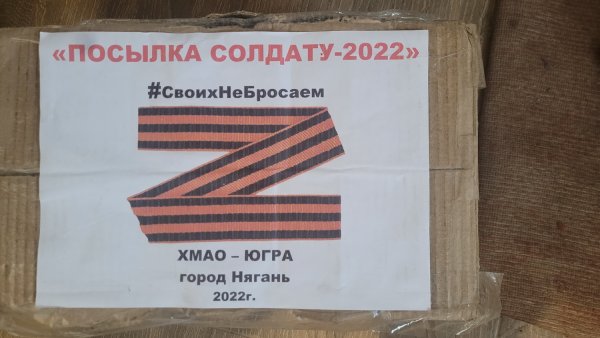 «ПОСЫЛКА СОЛДАТУ-2022»
#СвоихНеБросаем
ХМАО – ЮГРА
город Нягань
2022г.